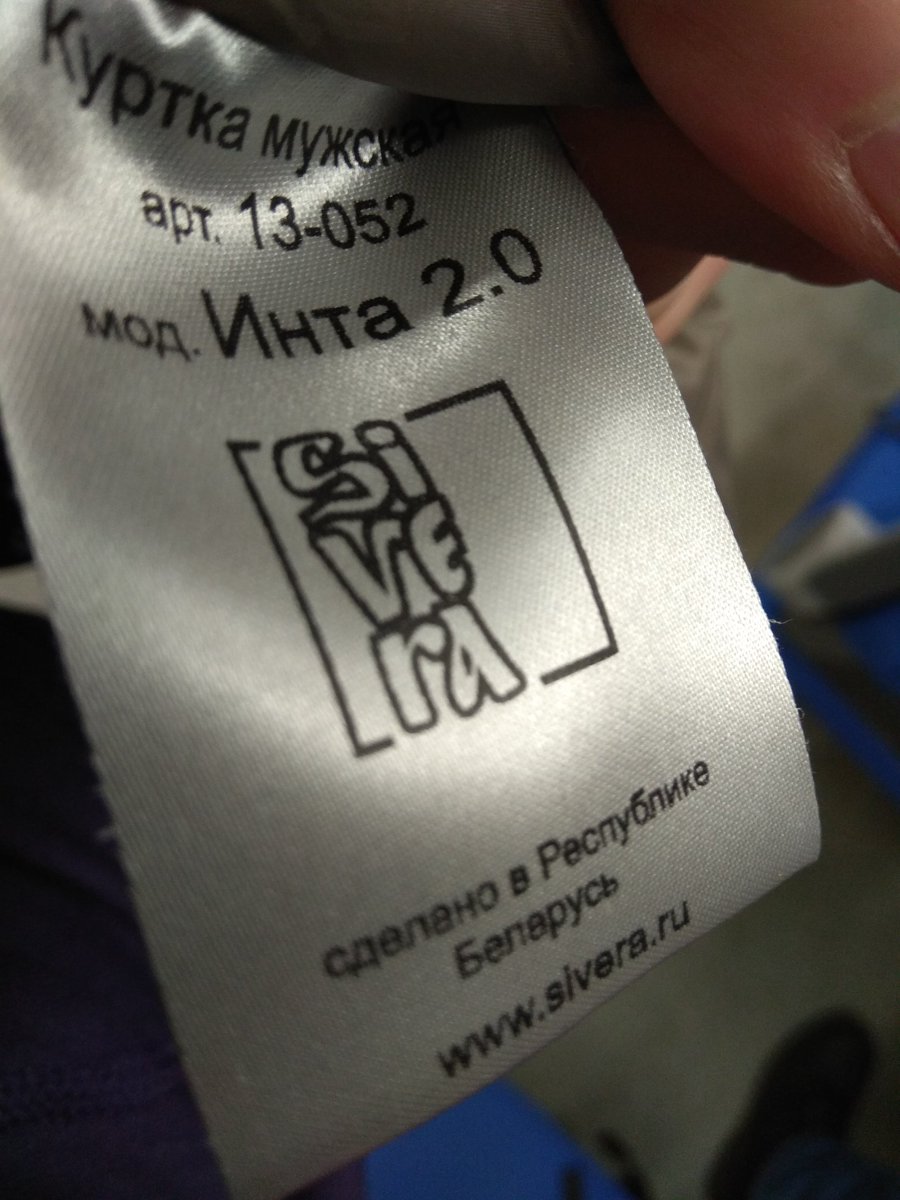 Куртка мужская
арт. 13-052
мод. Инта 2.0
Si
ve
ra
сделано в Республике
Беларусь
www.sivera.ru